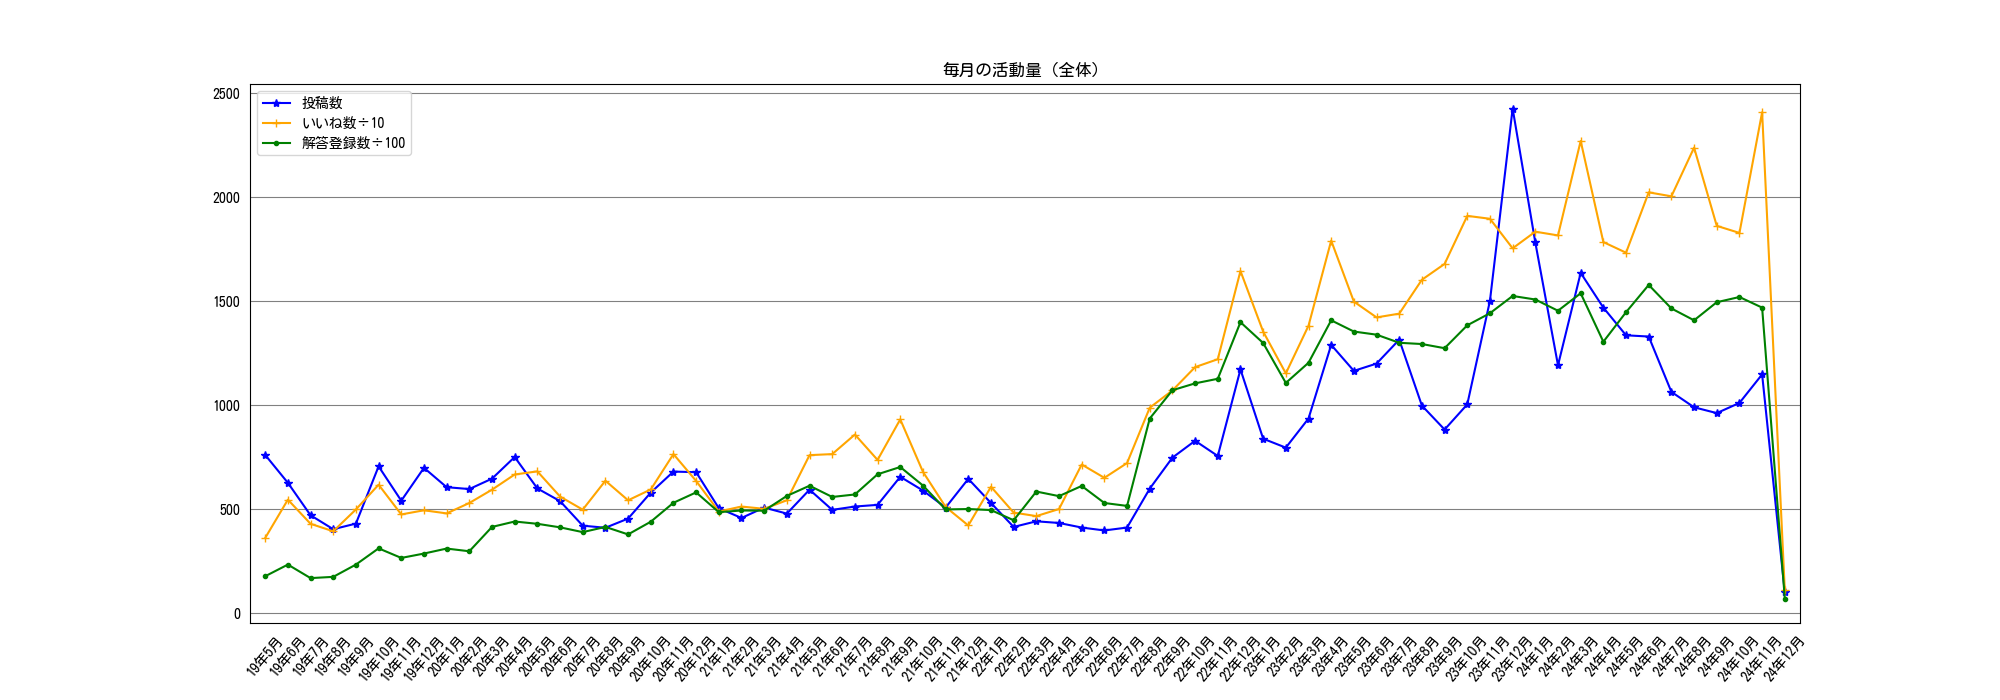 毎月の活動量（全体）
投稿数
いいね数÷10
解答登録数÷100
2500
2000
1500
1000
500
0
19年5月
19年6月
19年7月
19年8月
19年9月
19年10月
19年11月
19年12月
20年1月
20年2月
20年3月
20年4月
20年5月
20年6月
20年7月
20年8月
20年9月
20年10月
20年11月
20年12月
21年1月
21年2月
21年3月
21年4月
21年5月
21年6月
21年7月
21年8月
21年9月
21年10月
21年11月
21年12月
22年1月
22年2月
22年3月
22年4月
22年5月
22年6月
22年7月
22年8月
22年9月
22年10月
22年11月
22年12月
23年1月
23年2月
23年3月
23年4月
23年5月
23年6月
23年7月
23年8月
23年9月
23年10月
23年11月
23年12月
24年1月
24年2月
24年3月
24年4月
24年5月
24年6月
24年7月
24年8月
24年9月
24年10月
24年11月
24年12月